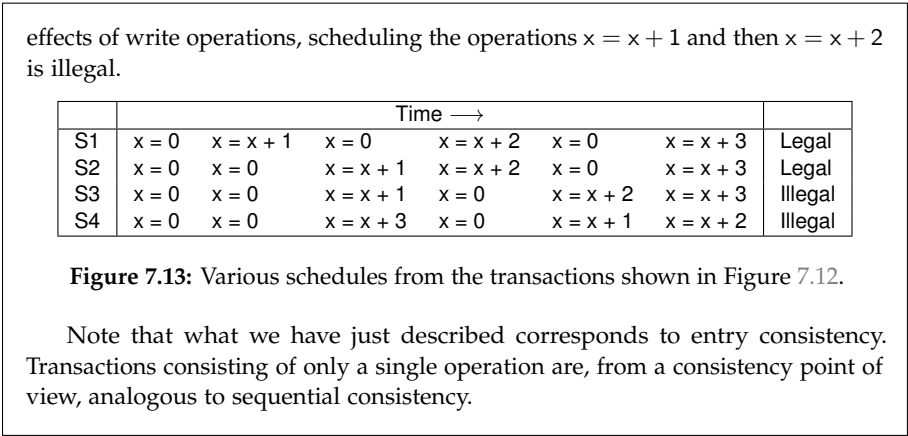 effects of write operations, scheduling the operations x = x + 1 and then x = x + 2
is illegal.
Time ⟶
S1 x = 0 x = x + 1 x = 0 x = x + 2 x = 0 x = x + 3 Legal
S2 x = 0 x = 0 x = x + 1 x = x + 2 x = 0 x = x + 3 Legal
S3 x = 0 x = 0 x = x + 1 x = 0 x = x + 2 x = x + 3 Illegal
S4 x = 0 x = 0 x = x + 3 x = 0 x = x + 1 x = x + 2 Illegal
Figure 7.13: Various schedules from the transactions shown in Figure 7.12.
Note that what we have just described corresponds to entry consistency.
Transactions consisting of only a single operation are, from a consistency point of
view, analogous to sequential consistency.